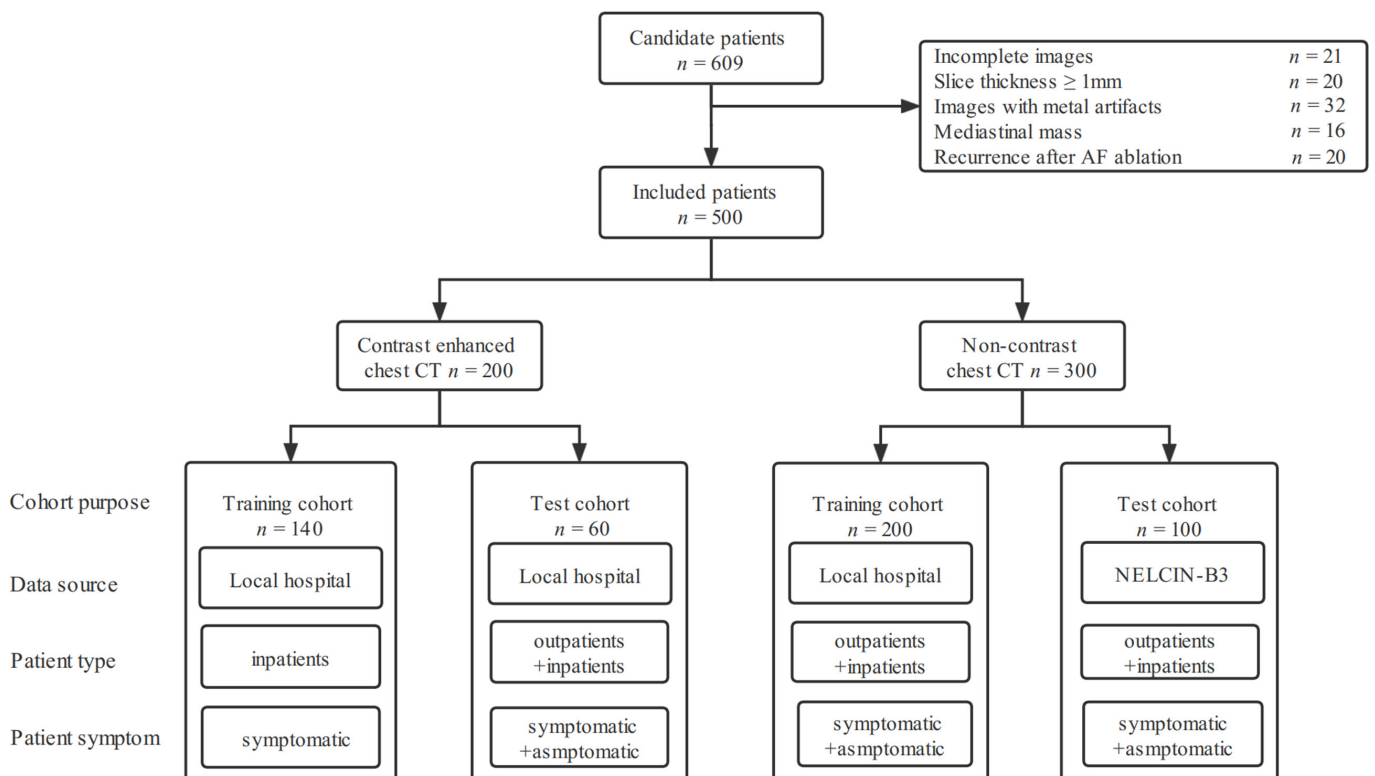 Candidate patients
n = 609
Incomplete images n = 21
Slice thickness ≥ 1mm n = 20
Images with metal artifacts n = 32
Mediastinal mass n = 16
Recurrence after AF ablation n = 20
Included patients
n = 500
Contrast enhanced
chest CT n = 200
Non-contrast
chest CT n = 300
Cohort purpose
Training cohort
n = 140
Test cohort
n = 60
Training cohort
n = 200
Test cohort
n = 100
Data source
Local hospital
Local hospital
Local hospital
NELCIN-B3
Patient type
inpatients
outpatients
+inpatients
outpatients
+inpatients
outpatients
+inpatients
Patient symptom
symptomatic
symptomatic
+asmptomatic
symptomatic
+asmptomatic
symptomatic
+asmptomatic